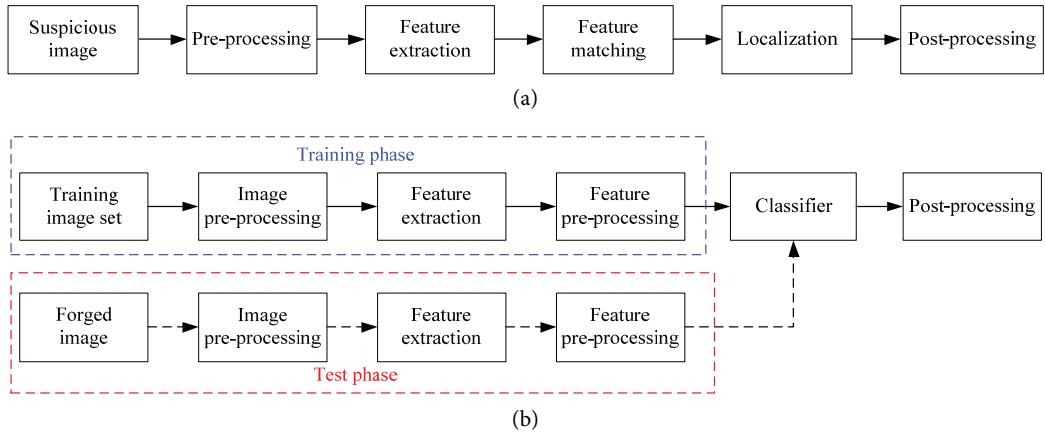 Suspicious
image
Pre-processing
Feature
extraction
Feature
matching
Localization
Post-processing
(a)
Training phase
Training
image set
Image
pre-processing
Feature
extraction
Feature
pre-processing
Classifier
Post-processing
Forged
image
Image
pre-processing
Feature
extraction
Feature
pre-processing
Test phase
(b)